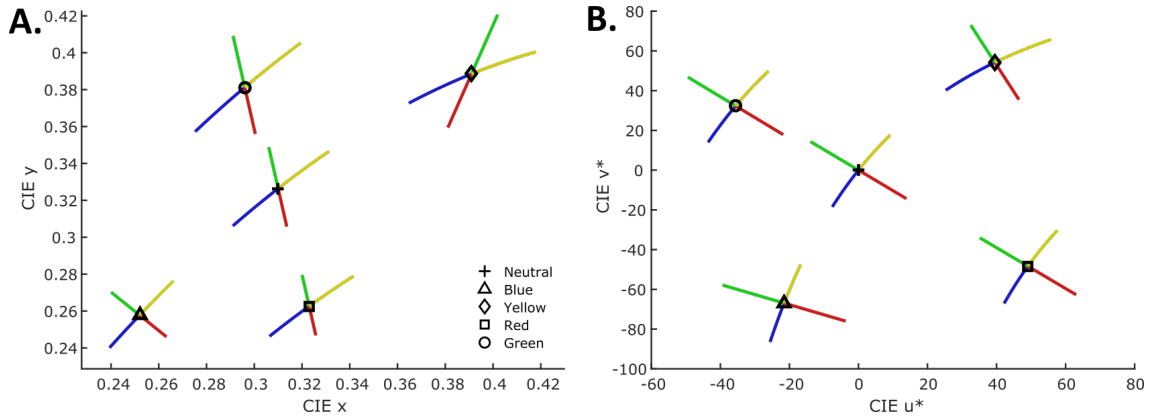 A.
0.42
0.4
0.38
0.36
0.34
0.32
0.3
0.28
0.26
0.24
CIE y
0.24 0.26 0.28 0.3 0.32 0.34 0.36 0.38 0.4 0.42
CIE x
Neutral
Blue
Yellow
Red
Green
B.
80
60
40
20
0
-20
-40
-60
-80
-100
CIE v*
-60 -40 -20 0 20 40 60 80
CIE u*